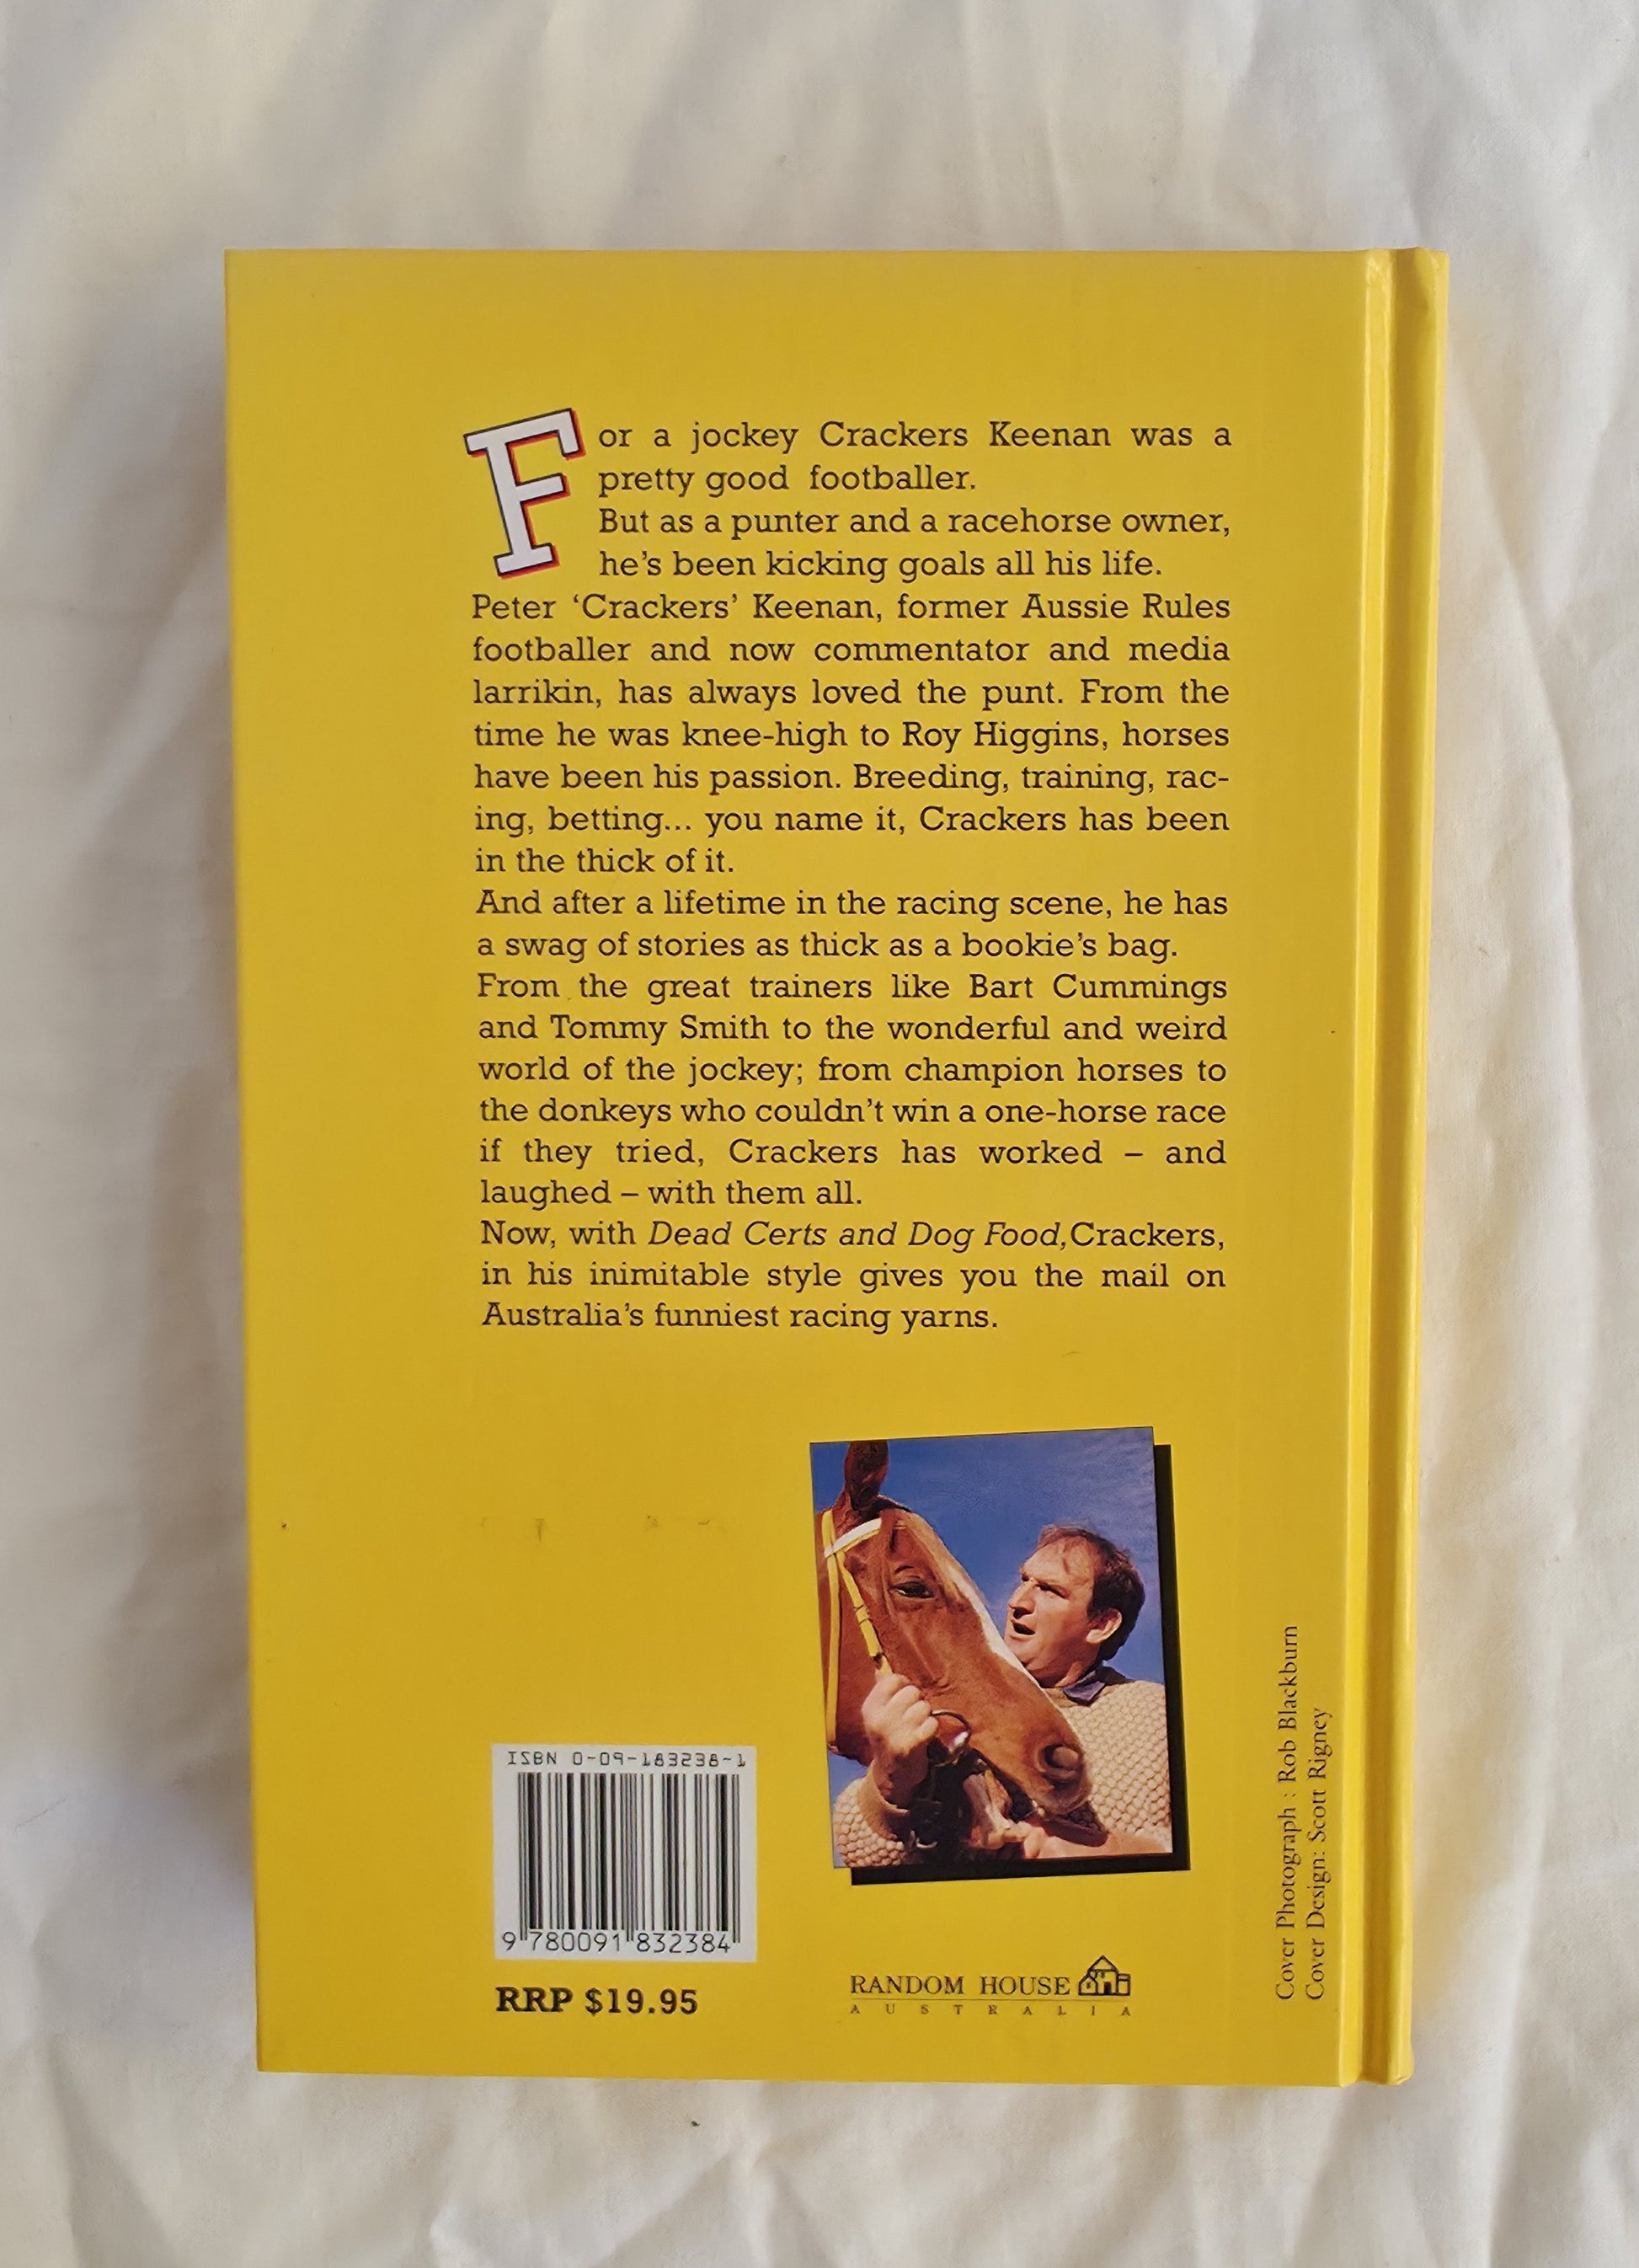 For a jockey Crackers Keenan was a
pretty good footballer.
But as a punter and a racehorse owner,
he's been kicking goals all his life.
Peter ‘Crackers’ Keenan, former Aussie Rules
footballer and now commentator and media
larrikin, has always loved the punt. From the
time he was knee-high to Roy Higgins, horses
have been his passion. Breeding, training, rac-
ing, betting... you name it, Crackers has been
in the thick of it.
And after a lifetime in the racing scene, he has
a swag of stories as thick as a bookie's bag.
From the great trainers like Bart Cummings
and Tommy Smith to the wonderful and weird
world of the jockey; from champion horses to
the donkeys who couldn't win a one-horse race
if they tried, Crackers has worked – and
laughed – with them all.
Now, with Dead Certs and Dog Food,Crackers,
in his inimitable style gives you the mail on
Australia's funniest racing yarns.
ISBN 0-09-183238-1
9 780091 832384
RRP $19.95
RANDOM HOUSE
AUSTRALIA
Cover Photograph : Rob Blackburn
Cover Design: Scott Rigney